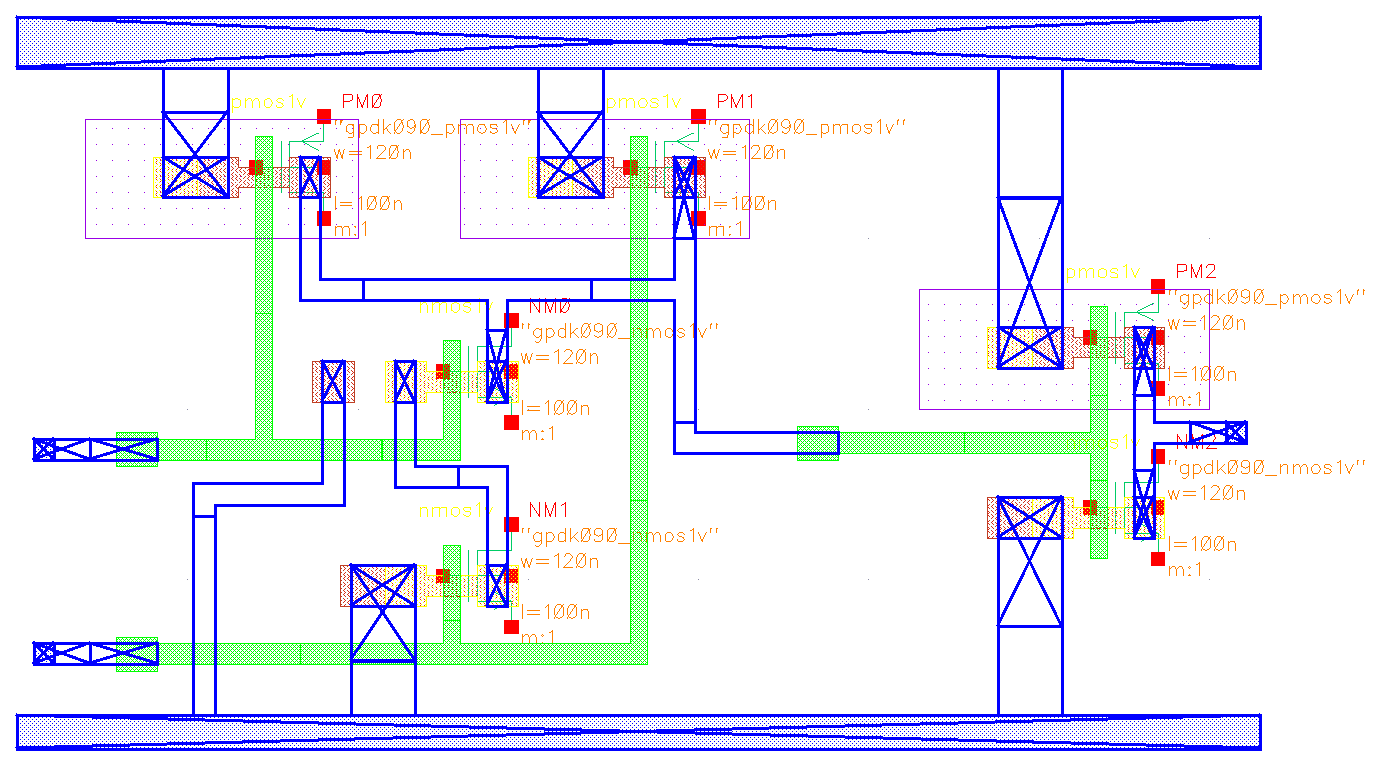 pmos1v PM0
"gpdk090_pmos1v"
w=120n
l=100n
m:1
pmos1v PM1
"gpdk090_pmos1v"
w=120n
l=100n
m:1
pmos1v PM2
"gpdk090_pmos1v"
w=120n
l=100n
m:1
nmos1v NM0
"gpdk090_nmos1v"
w=120n
l=100n
m:1
nmos1v NM2
"gpdk090_nmos1v"
w=120n
l=100n
m:1
nmos1v NM1
"gpdk090_nmos1v"
w=120n
l=100n
m:1